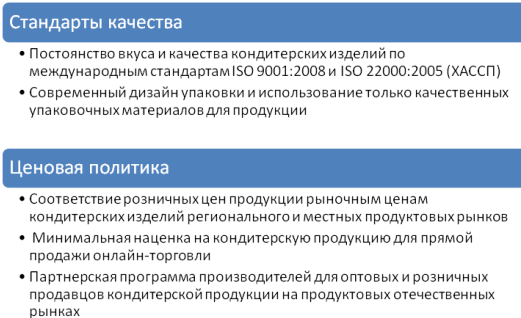 Стандарты качества
• Постоянство вкуса и качества кондитерских изделий по
международным стандартам ISO 9001:2008 и ISO 22000:2005 (ХАССП)
• Современный дизайн упаковки и использование только качественных
упаковочных материалов для продукции
Ценовая политика
• Соответствие розничных цен продукции рыночным ценам
кондитерских изделий регионального и местных продуктовых рынков
• Минимальная наценка на кондитерскую продукцию для прямой
продажи онлайн-торговли
• Партнерская программа производителей для оптовых и розничных
продавцов кондитерской продукции на продуктовых отечественных
рынках